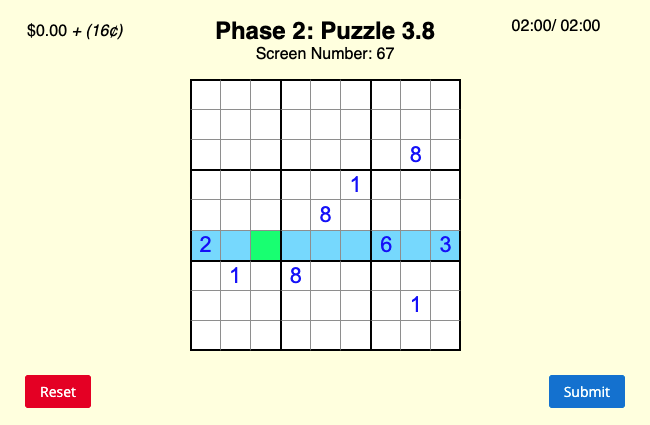 $0.00 + (16¢)
Phase 2: Puzzle 3.8
02:00/ 02:00
Screen Number: 67
8
1
8
2 6 3
1 8
1
Reset
Submit